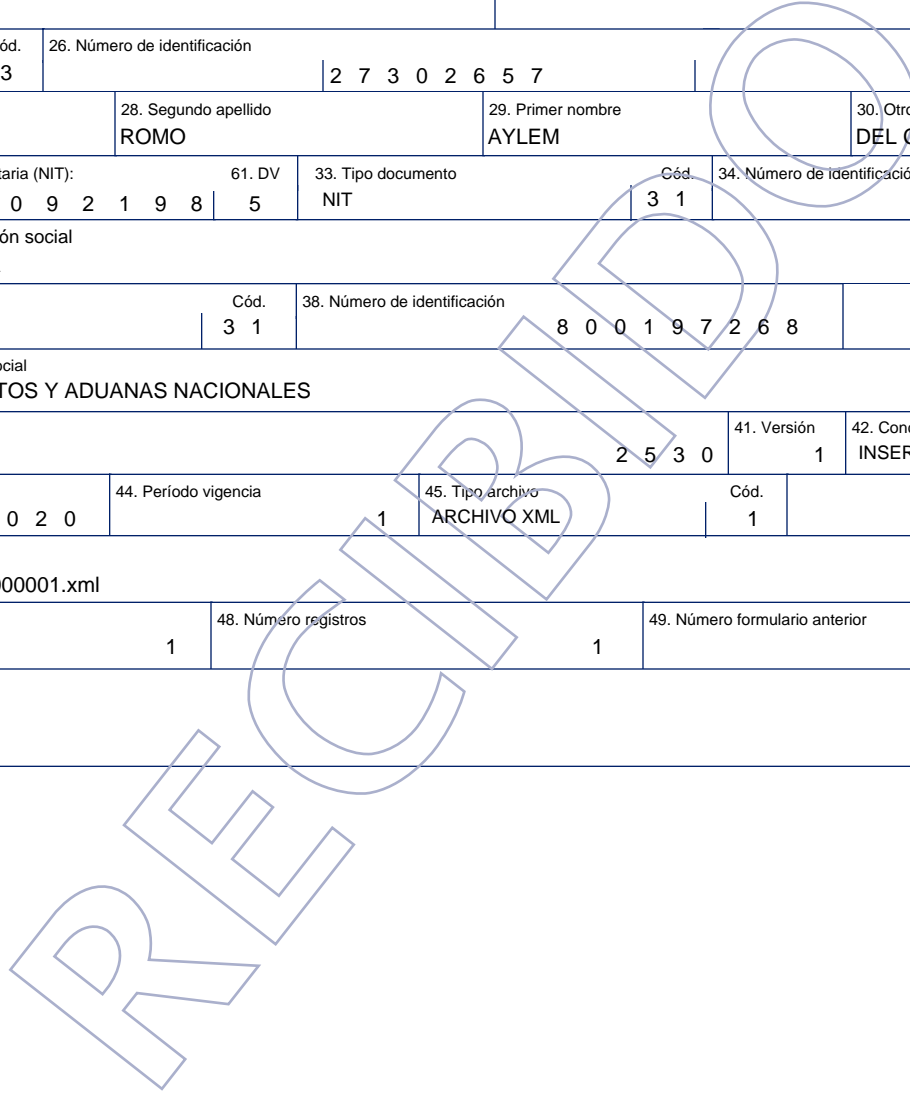 ód. 26. Número de identificación
3 2 7 3 0 2 6 5 7
28. Segundo apellido 29. Primer nombre 30. Otro
ROMO AYLEM DEL
taria (NIT): 61. DV 33. Tipo documento Cód. 34. Número de identificació
0 9 2 1 9 8 5 NIT 3 1
ón social
Cód. 38. Número de identificación
3 1 8 0 0 1 9 7 2 6 8
ocial
TOS Y ADUANAS NACIONALES
41. Versión 42. Conc
2 5 3 0 1 INSER
44. Período vigencia 45. Tipo archivo Cód.
0 2 0 1 ARCHIVO XML 1
000001.xml
48. Número registros 49. Número formulario anterior
1 1
RECIBIDO